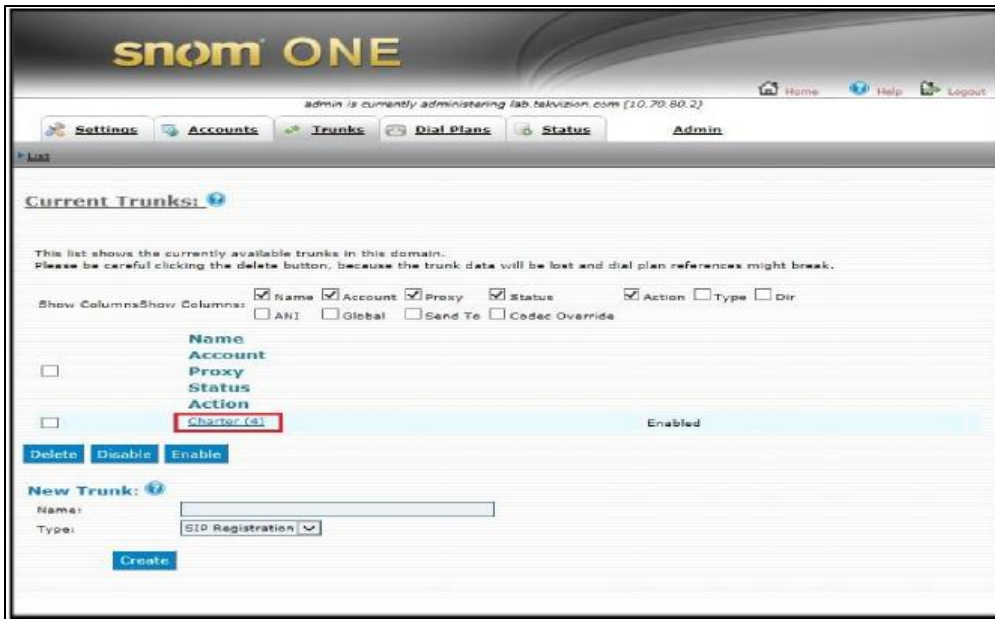 snom ONE
Home Help Logout
admin is currently administering lab.tekvizion.com (10.70.80.2)
Settings Accounts Trunks Dial Plans Status Admin
List
Current Trunks:
This list shows the currently available trunks in this domain.
Please be careful clicking the delete button, because the trunk data will be lost and dial plan references might break.
Show ColumnsShow Columns: Name Account Proxy Status Action Type Dir
ANI Global Send To Codec Override
Name
Account
Proxy
Status
Action
Charter (4) Enabled
Delete Disable Enable
New Trunk:
Name:
Type: SIP Registration
Create